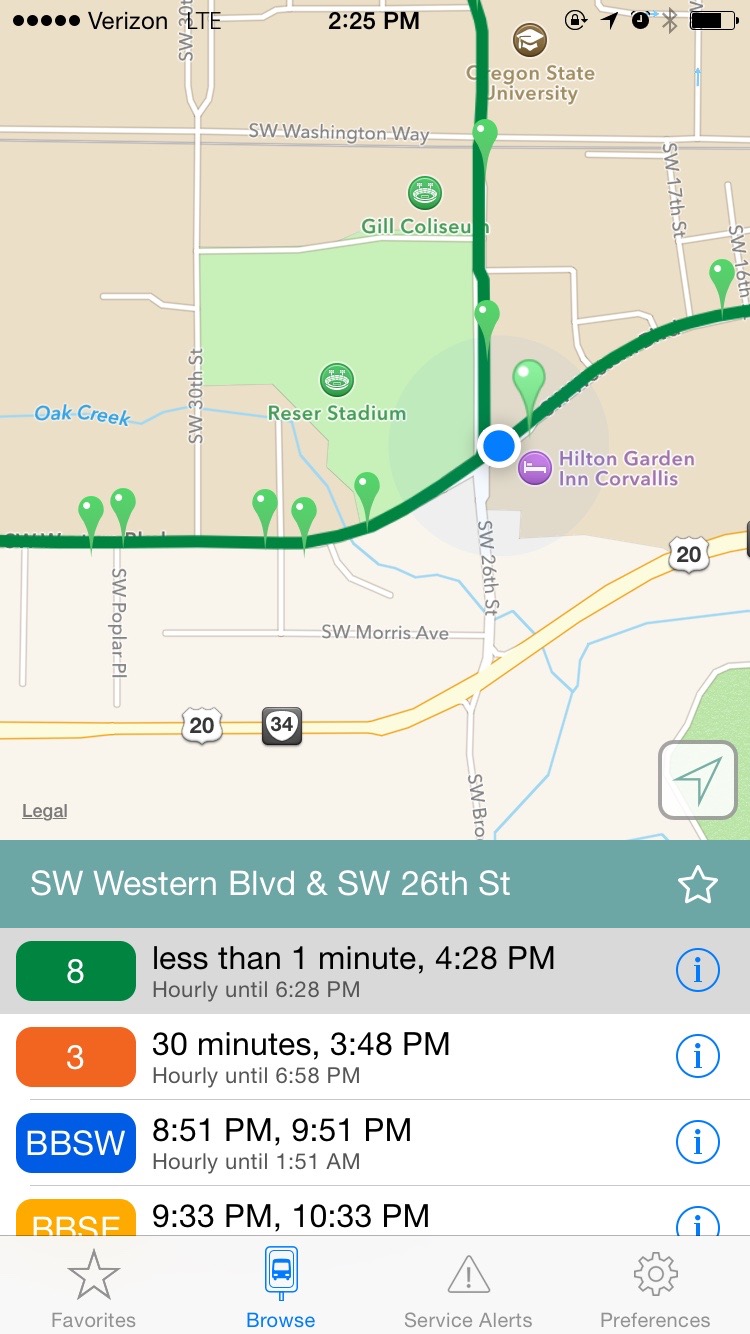 Verizon LTE 2:25 PM
SW 30t
Oregon State
University
SW Washington Way
SW 17th St
SW 16th
Gill Coliseum
SW 30th St
Reser Stadium
Oak Creek
Hilton Garden
Inn Corvallis
SW 26th St
20
SW Poplar Pl
SW Morris Ave
20
34
SW Broo
Legal
SW Western Blvd & SW 26th St
8
less than 1 minute, 4:28 PM
Hourly until 6:28 PM
i
3
30 minutes, 3:48 PM
Hourly until 6:58 PM
i
BBSW
8:51 PM, 9:51 PM
Hourly until 1:51 AM
i
BBSE
9:33 PM, 10:33 PM
i
Favorites
Browse
Service Alerts
Preferences